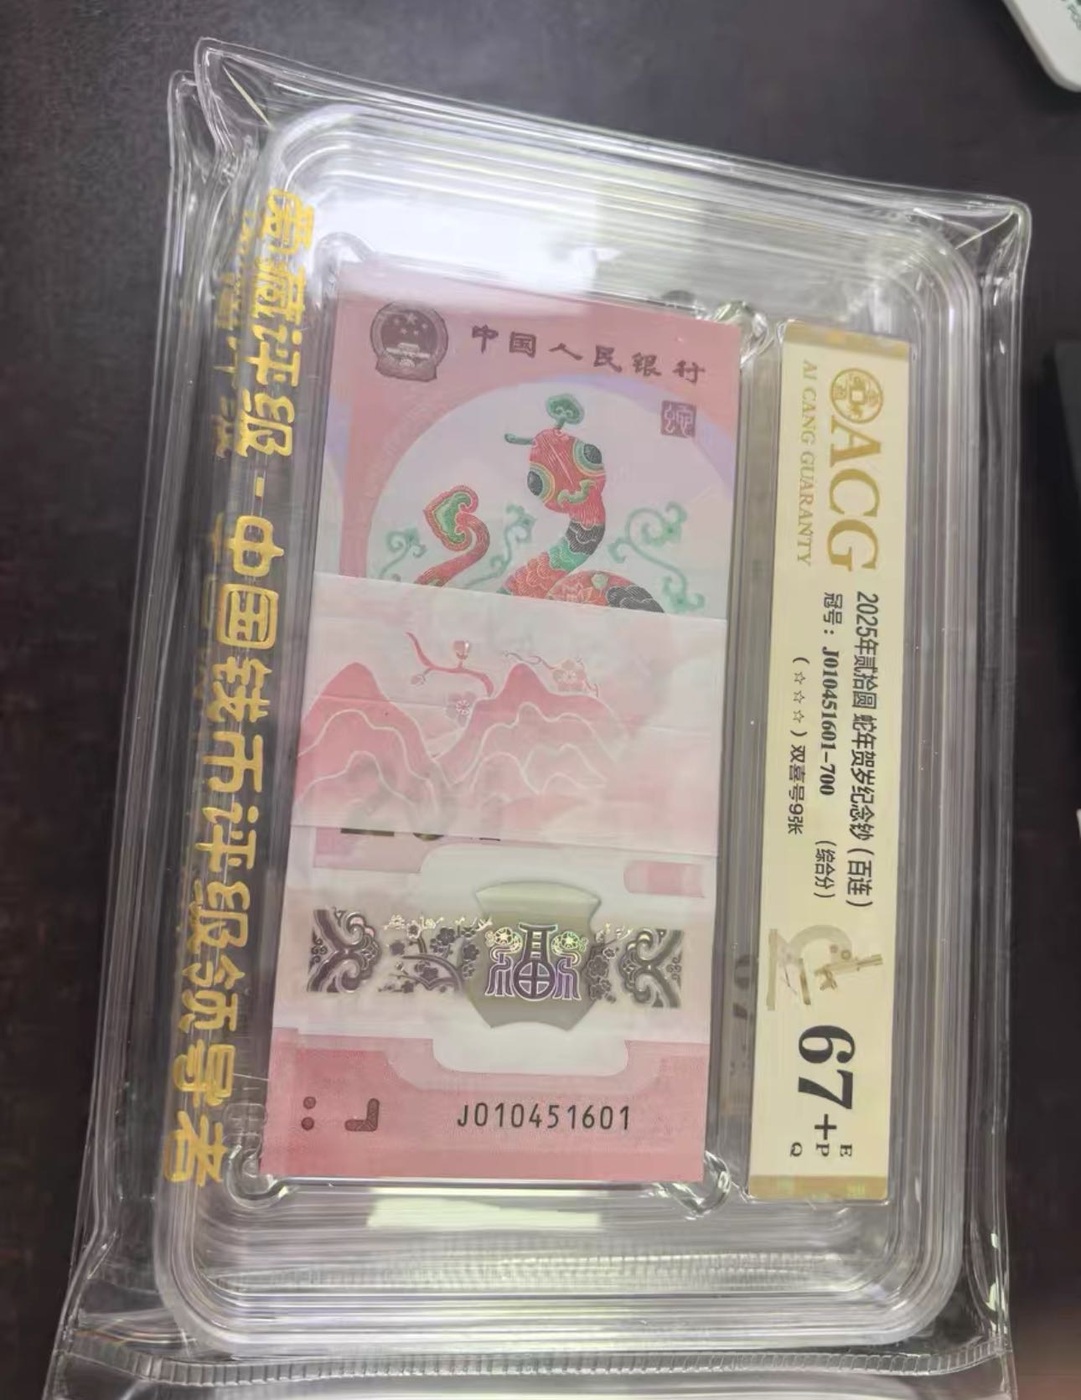 爱藏评级-中国钱币评级领导者
中国人民银行
蛇
福
J010451601
ACG
AI CANG GUARANTY
2025年贰拾圆 蛇年贺岁纪念钞（百连）
冠号：J010451601-700 (综合分)
(☆☆☆) 双喜号9张
67+
EPQ